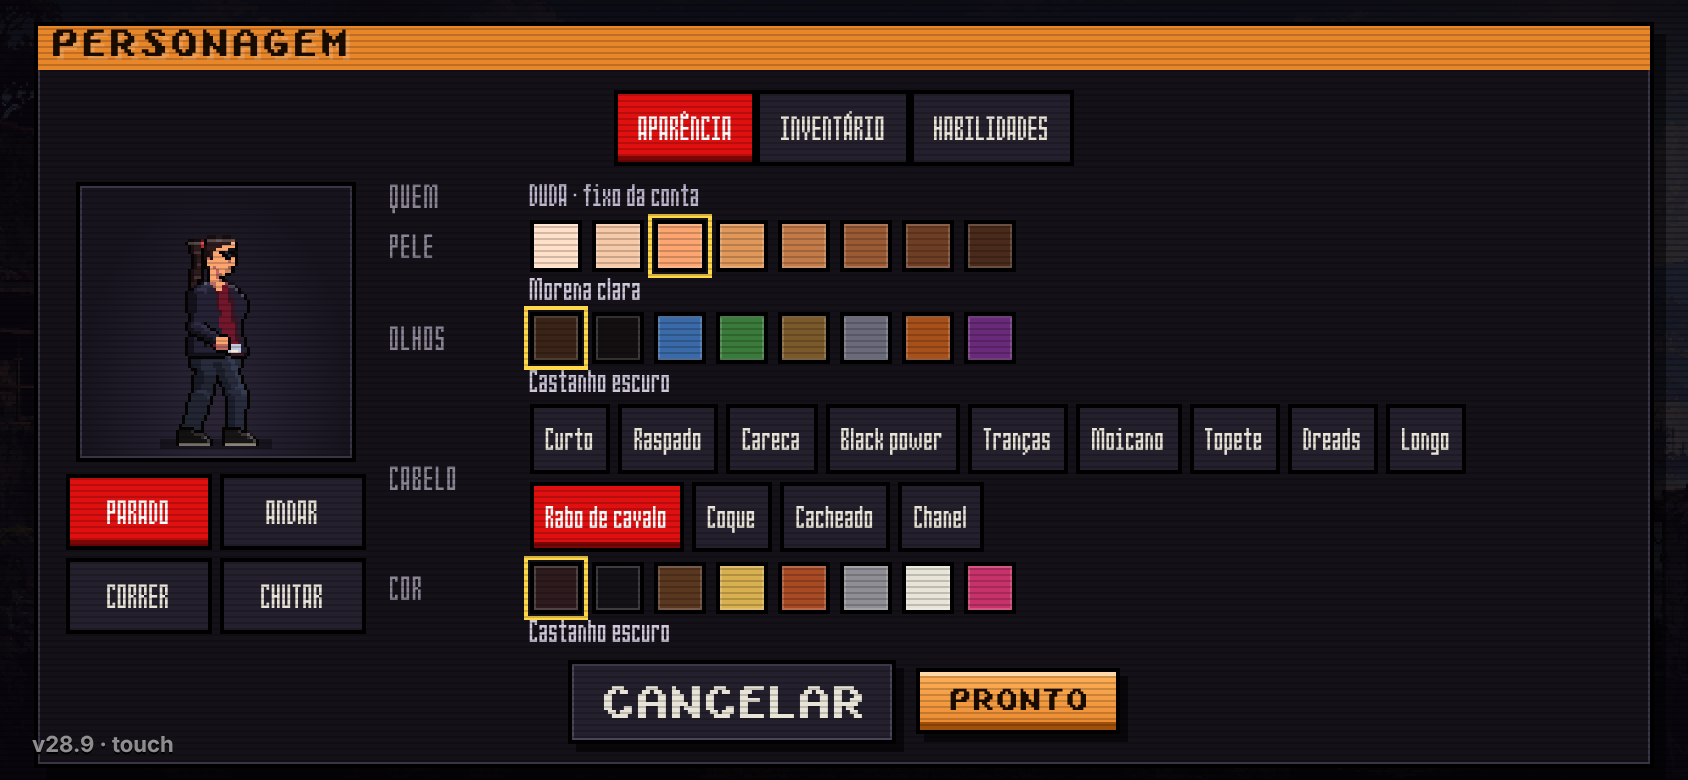 PERSONAGEM
APARÊNCIA INVENTÁRIO HABILIDADES
QUEM DUDA · fixo da conta
PELE
Morena clara
OLHOS
Castanho escuro
CABELO
Curto Raspado Careca Black power Tranças Moicano Topete Dreads Longo
Rabo de cavalo Coque Cacheado Chanel
COR
Castanho escuro
PARADO ANDAR
CORRER CHUTAR
CANCELAR PRONTO
v28.9 · touch